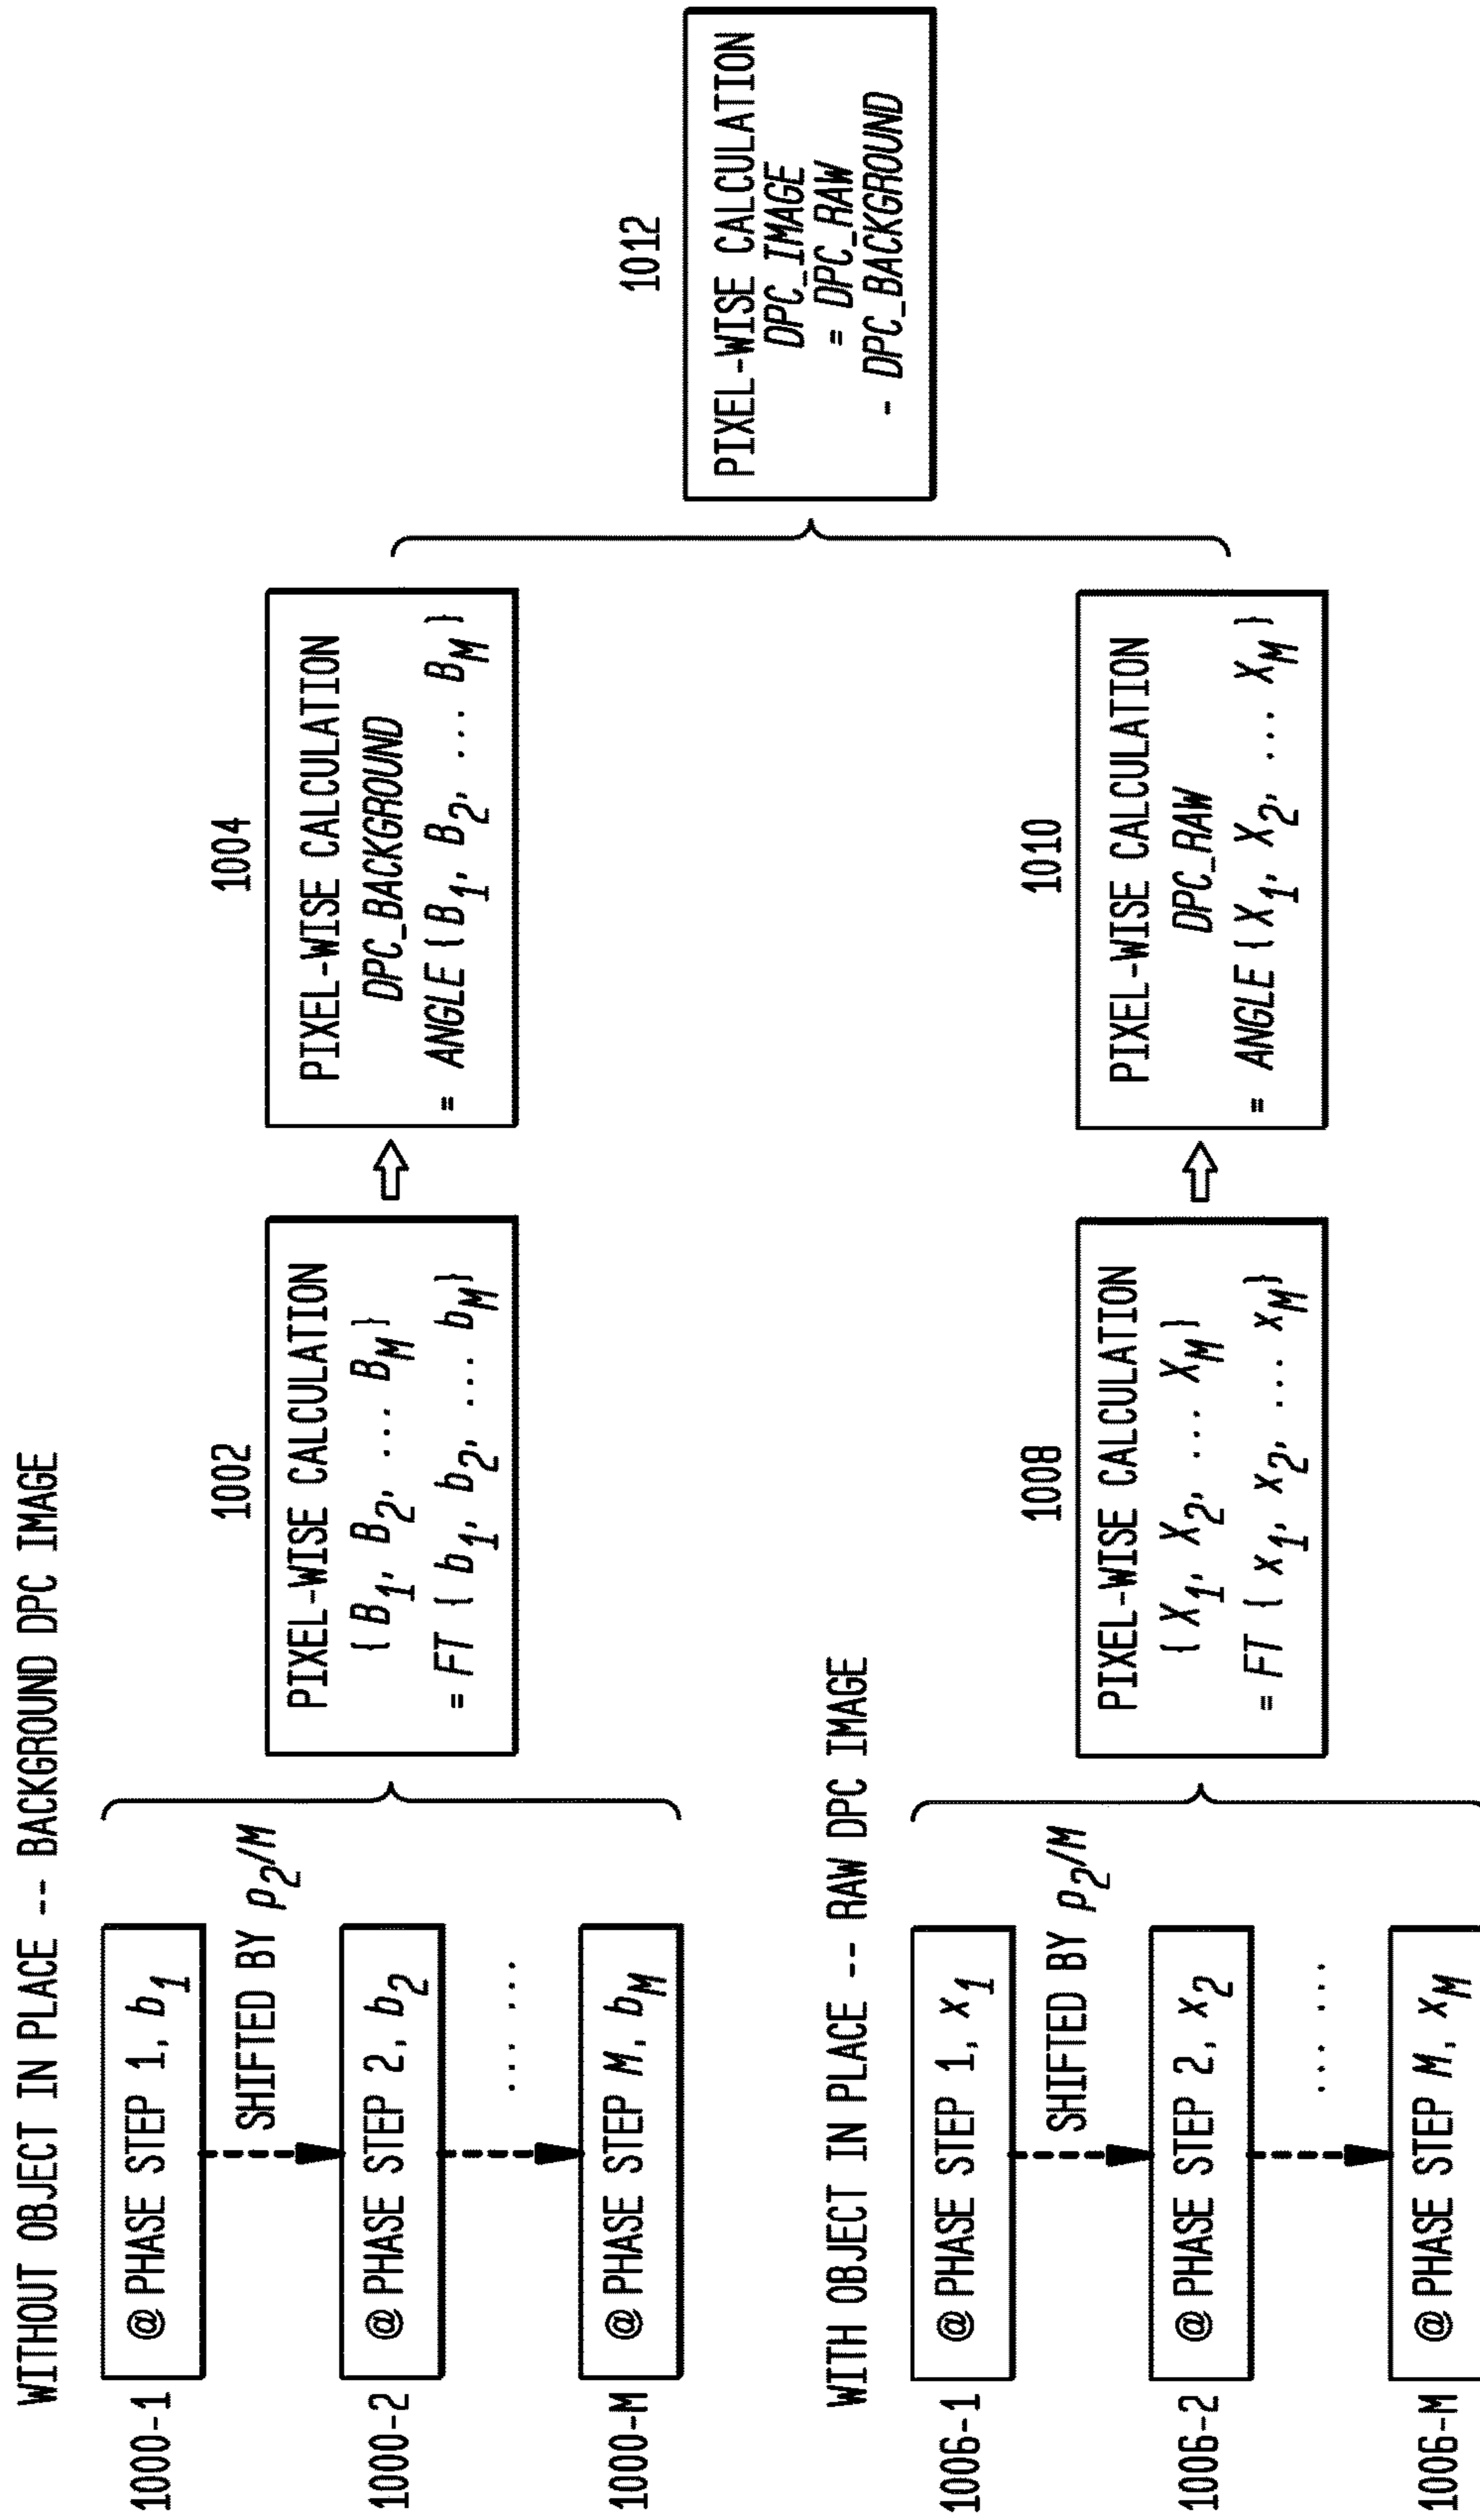 WITHOUT OBJECT IN PLACE -- BACKGROUND DPC IMAGE
1000-1
@ PHASE STEP 1, b1
SHIFTED BY p2/M
1000-2
@ PHASE STEP 2, b2
... ...
1000-M
@ PHASE STEP M, bM
1002
PIXEL-WISE CALCULATION
{ B1, B2, ... BM }
= FT { b1, b2, ... bM }
1004
PIXEL-WISE CALCULATION
DPC_BACKGROUND
= ANGLE { B1, B2, ... BM }
WITH OBJECT IN PLACE -- RAW DPC IMAGE
1006-1
@ PHASE STEP 1, x1
SHIFTED BY p2/M
1006-2
@ PHASE STEP 2, x2
... ...
1006-M
@ PHASE STEP M, xM
1008
PIXEL-WISE CALCULATION
{ X1, X2, ... XM }
= FT { x1, x2, ... xM }
1010
PIXEL-WISE CALCULATION
DPC_RAW
= ANGLE { X1, X2, ... XM }
1012
PIXEL-WISE CALCULATION
DPC_IMAGE
= DPC_RAW
- DPC_BACKGROUND